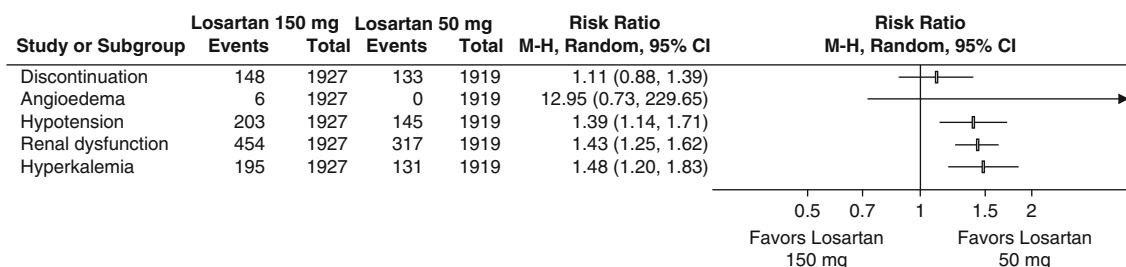 Losartan 150 mg Losartan 50 mg Risk Ratio Risk Ratio
Study or Subgroup Events Total Events Total M-H, Random, 95% CI M-H, Random, 95% CI
Discontinuation 148 1927 133 1919 1.11 (0.88, 1.39)
Angioedema 6 1927 0 1919 12.95 (0.73, 229.65)
Hypotension 203 1927 145 1919 1.39 (1.14, 1.71)
Renal dysfunction 454 1927 317 1919 1.43 (1.25, 1.62)
Hyperkalemia 195 1927 131 1919 1.48 (1.20, 1.83)
0.5 0.7 1 1.5 2
Favors Losartan Favors Losartan
150 mg 50 mg